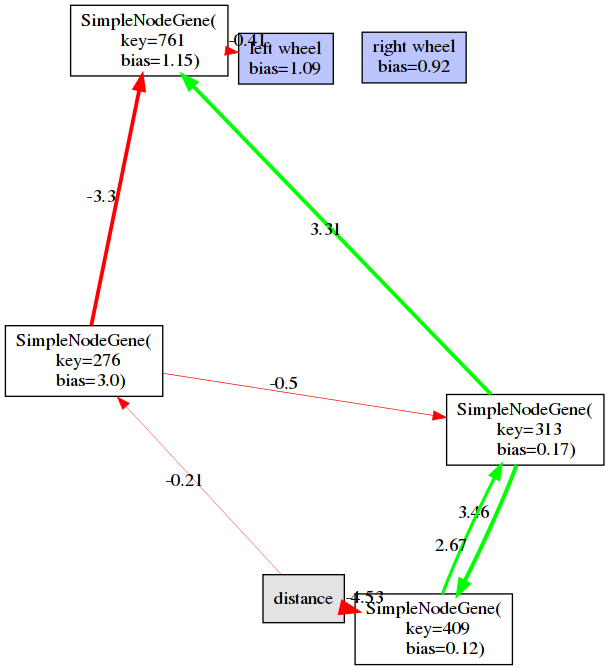 SimpleNodeGene(
key=761
bias=1.15)
-0.41
left wheel
bias=1.09
right wheel
bias=0.92
-3.3
3.31
SimpleNodeGene(
key=276
bias=3.0)
-0.5
SimpleNodeGene(
key=313
bias=0.17)
-0.21
3.46
2.67
distance
-4.53
SimpleNodeGene(
key=409
bias=0.12)